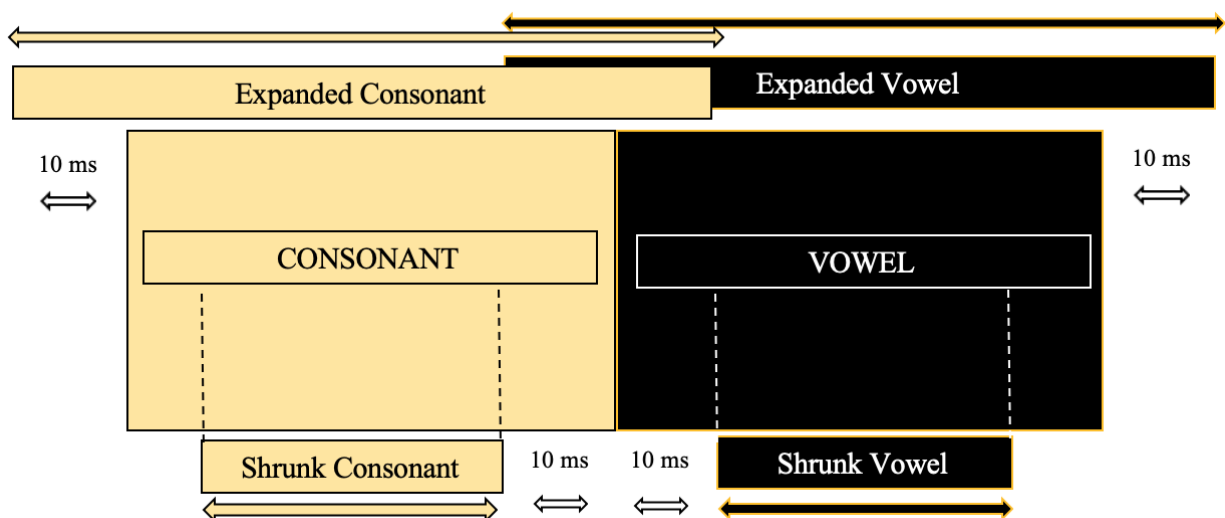 Expanded Consonant
Expanded Vowel
10 ms
10 ms
CONSONANT
VOWEL
Shrunk Consonant
10 ms
10 ms
Shrunk Vowel